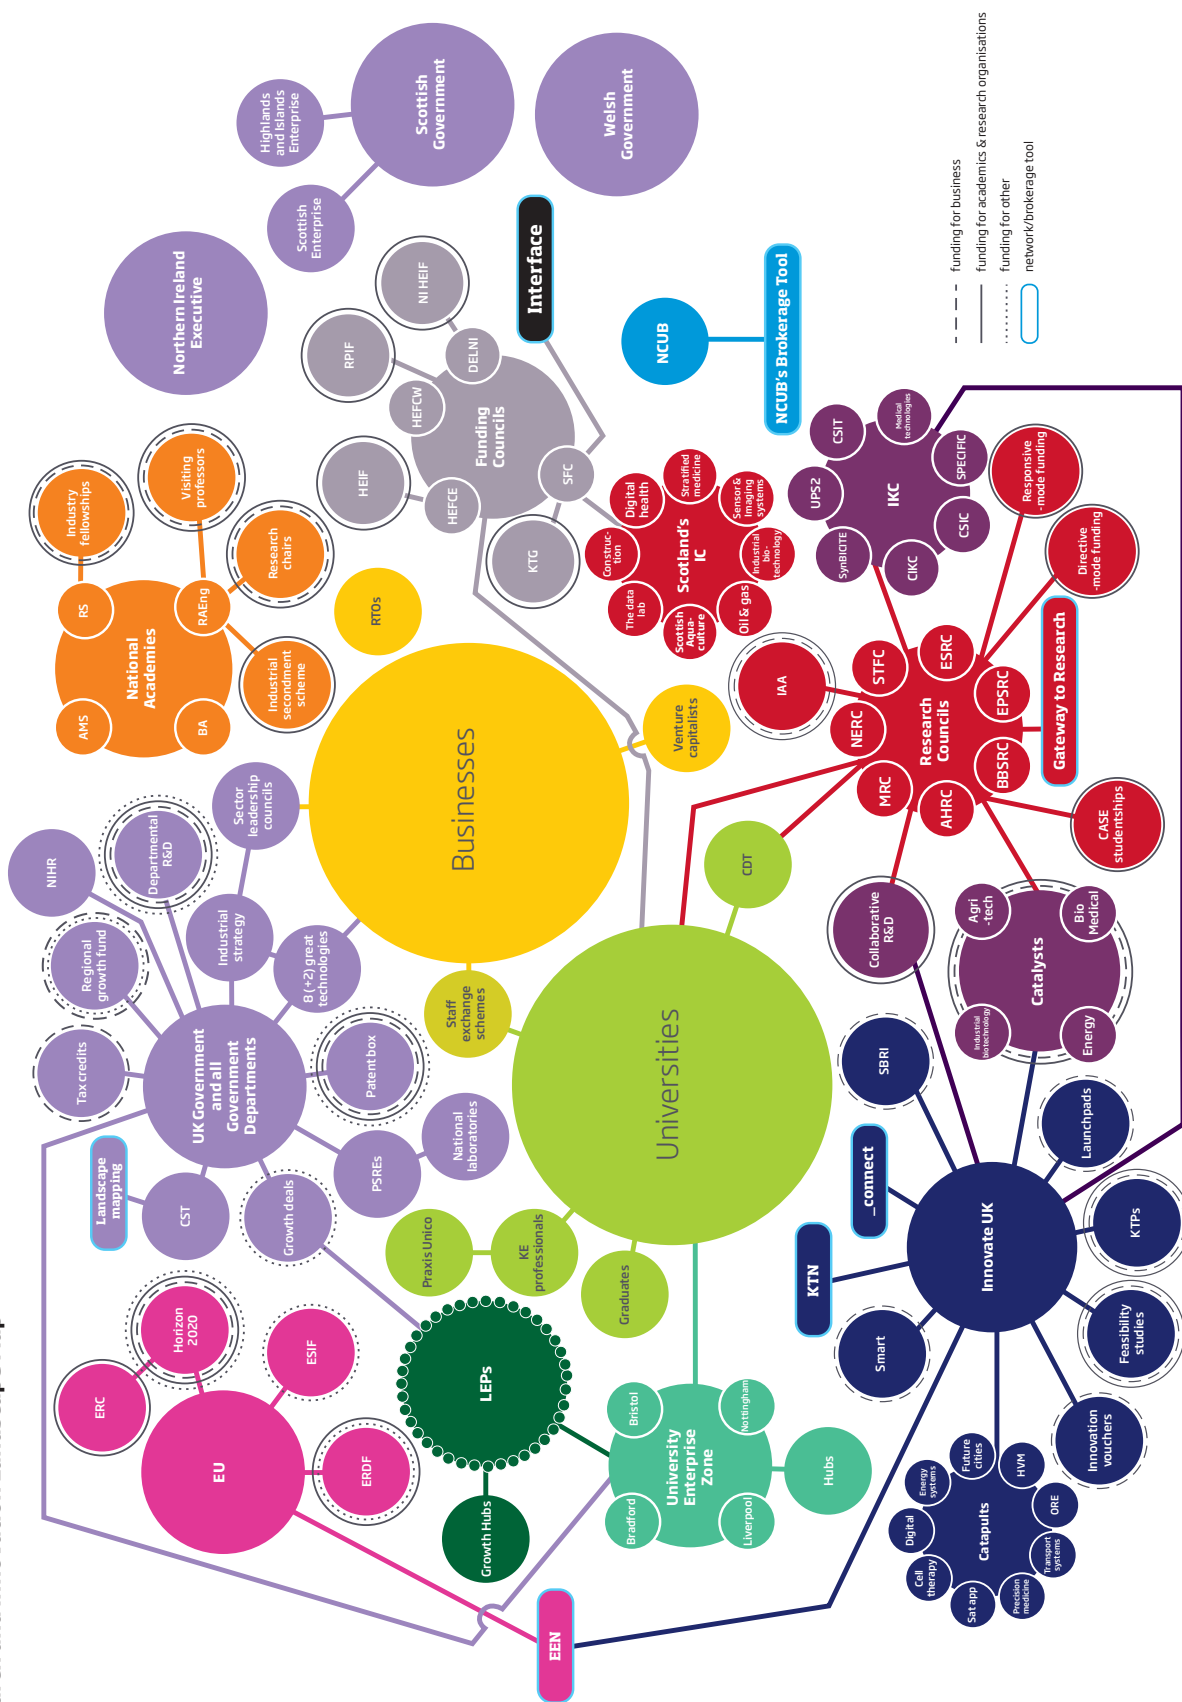 Highlands
and Islands
Enterprise
Scottish
Government
Scottish
Enterprise
Welsh
Government
Northern Ireland
Executive
Interface
NI HEIF
RPIF
DELNI
HEFCW
Funding
Councils
HEIF
HEFCE
SFC
KTG
NCUB
NCUB's Brokerage Tool
funding for business
funding for academics & research organisations
funding for other
network/brokerage tool
Industry
fellowships
Visiting
professors
Research
chairs
RS
RAEng
National
Academies
Industrial
secondment
scheme
AMS
BA
RTOs
Digital
health
Stratified
medicine
Sensor &
Imaging
systems
Construc-
tion
Scotland's
IC
Industrial
bio-
technology
The data
lab
Scottish
Aqua-
culture
Oil & gas
CSIT
Medical
technologies
UPS2
SPECIFIC
IKC
SynBICITE
CIKC
CSIC
Responsive
-mode funding
Directive
-mode funding
IAA
STFC
ESRC
NERC
EPSRC
Research
Councils
MRC
BBSRC
AHRC
Gateway to Research
CASE
studentships
Businesses
Venture
capitalists
Sector
leadership
councils
NIHR
Departmental
R&D
Industrial
strategy
Regional
growth fund
8 (+2) great
technologies
Tax credits
UK Government
and all
Government
Departments
Patent box
Staff
exchange
schemes
CDT
Landscape
mapping
CST
Growth deals
PSREs
National
laboratories
Universities
Praxis Unico
KE
professionals
Graduates
Collaborative
R&D
Agri
-tech
Bio
Medical
Catalysts
Industrial
biotechnology
Energy
SBRI
Launchpads
_connect
KTN
Innovate UK
KTPs
Smart
Feasibility
studies
Innovation
vouchers
ERC
Horizon
2020
ESIF
EU
ERDF
LEPs
Growth Hubs
Bristol
Nottingham
University
Enterprise
Zone
Bradford
Liverpool
Hubs
EEN
Energy
systems
Future
cities
HVM
Digital
Catapults
ORE
Cell
therapy
Transport
systems
Sat app
Precision
medicine